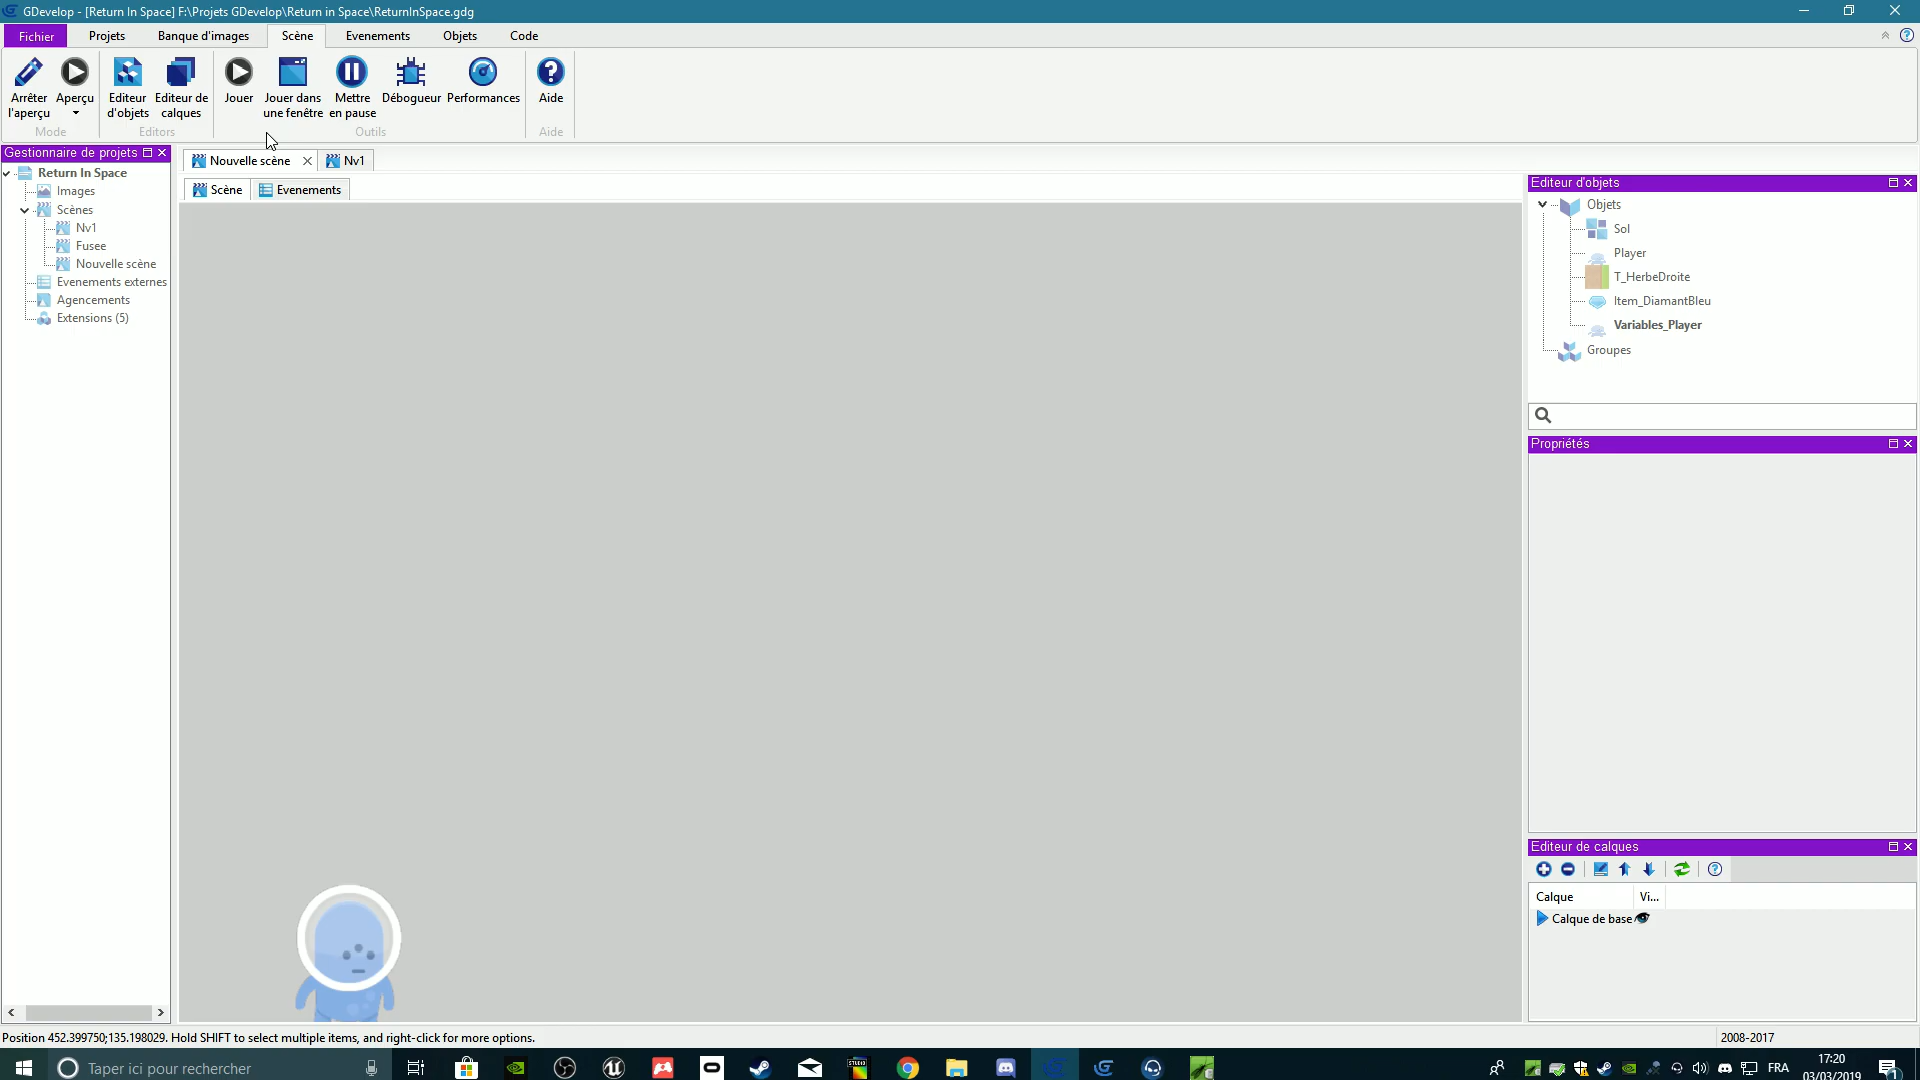 GDevelop - [Return In Space] F:\Projets GDevelop\Return in Space\ReturnInSpace.gdg
Fichier Projets Banque d'images Scène Evenements Objets Code
Arrêter l'aperçu
Aperçu
Editeur d'objets
Editeur de calques
Jouer
Jouer dans une fenêtre
Mettre en pause
Débogueur
Performances
Aide
Mode Editors Outils Aide
Gestionnaire de projets
Return In Space
Images
Scènes
Nv1
Fusee
Nouvelle scène
Evenements externes
Agencements
Extensions (5)
Nouvelle scène Nv1
Scène Evenements
Editeur d'objets
Objets
Sol
Player
T_HerbeDroite
Item_DiamantBleu
Variables_Player
Groupes
Propriétés
Editeur de calques
Calque Vi...
Calque de base
Position 452.399750;135.198029. Hold SHIFT to select multiple items, and right-click for more options.
2008-2017
Taper ici pour rechercher
STUDIO
FRA
17:20
03/03/2019
1